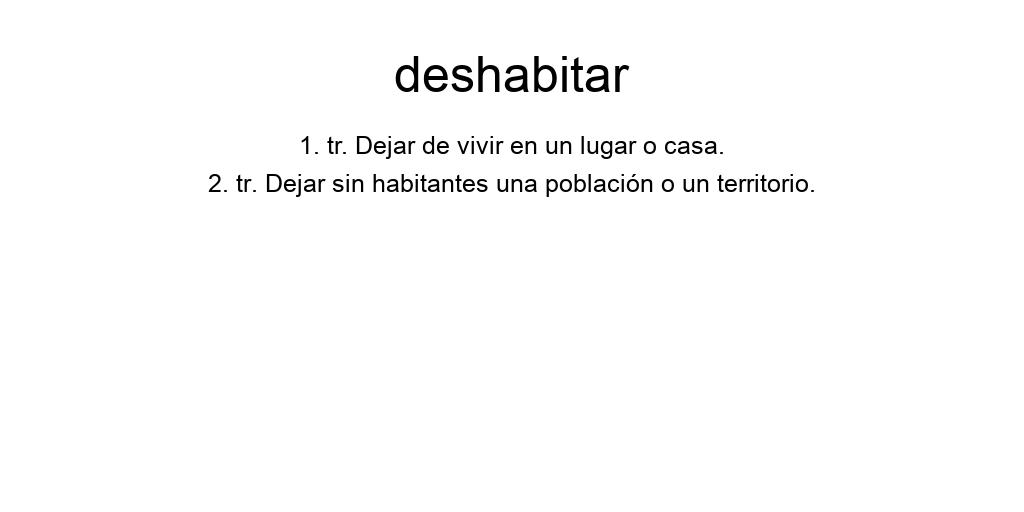 deshabitar
1. tr. Dejar de vivir en un lugar o casa.
2. tr. Dejar sin habitantes una población o un territorio.